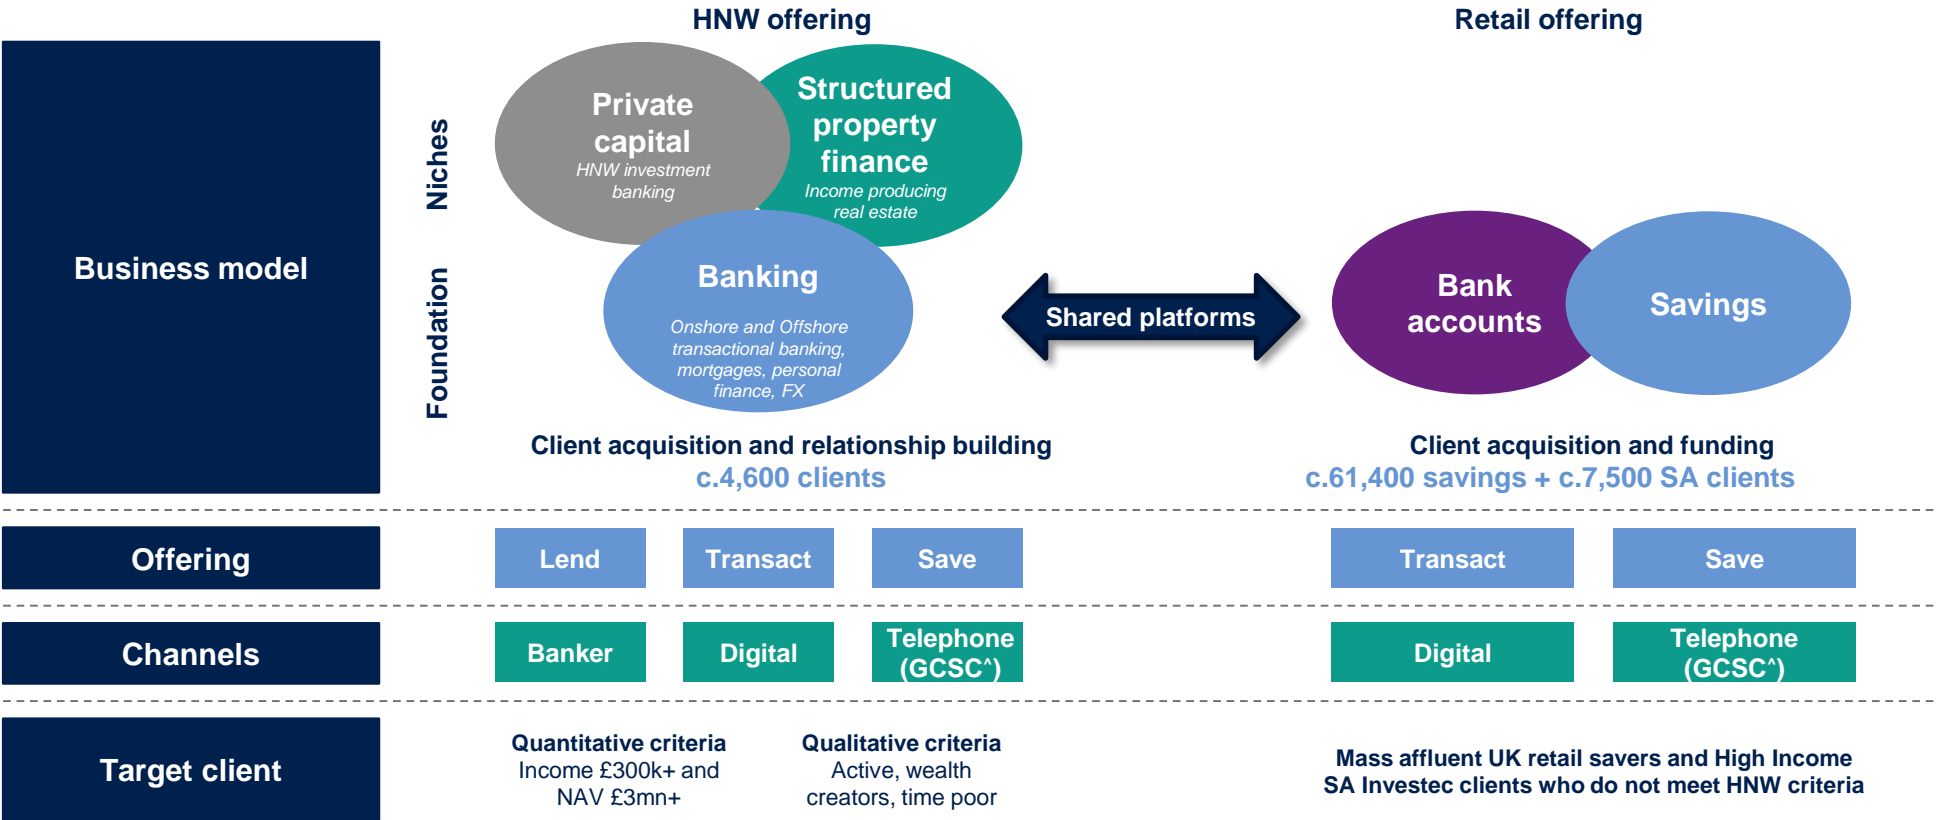 HNW offering
Retail offering
Business model
Niches
Foundation
Private
capital
HNW investment
banking
Structured
property
finance
Income producing
real estate
Banking
Onshore and Offshore
transactional banking,
mortgages, personal
finance, FX
Shared platforms
Bank
accounts
Savings
Client acquisition and relationship building
c.4,600 clients
Client acquisition and funding
c.61,400 savings + c.7,500 SA clients
Offering
Lend
Transact
Save
Transact
Save
Channels
Banker
Digital
Telephone
(GCSC^)
Digital
Telephone
(GCSC^)
Target client
Quantitative criteria
Income £300k+ and
NAV £3mn+
Qualitative criteria
Active, wealth
creators, time poor
Mass affluent UK retail savers and High Income
SA Investec clients who do not meet HNW criteria